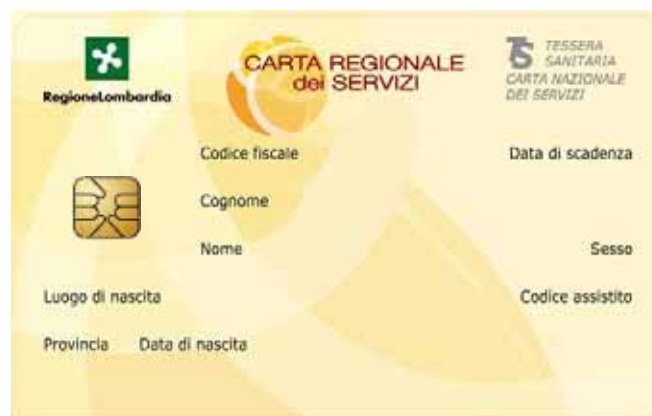 RegioneLombardia
CARTA REGIONALE
dei SERVIZI
TS TESSERA
SANITARIA
CARTA NAZIONALE
DEI SERVIZI
Codice fiscale
Data di scadenza
Cognome
Nome
Sesso
Luogo di nascita
Codice assistito
Provincia
Data di nascita